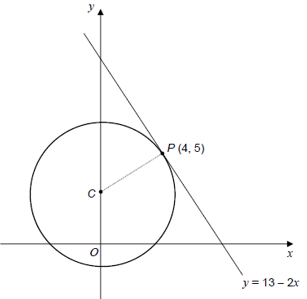 y
P (4, 5)
C
O
x
y = 13 – 2x